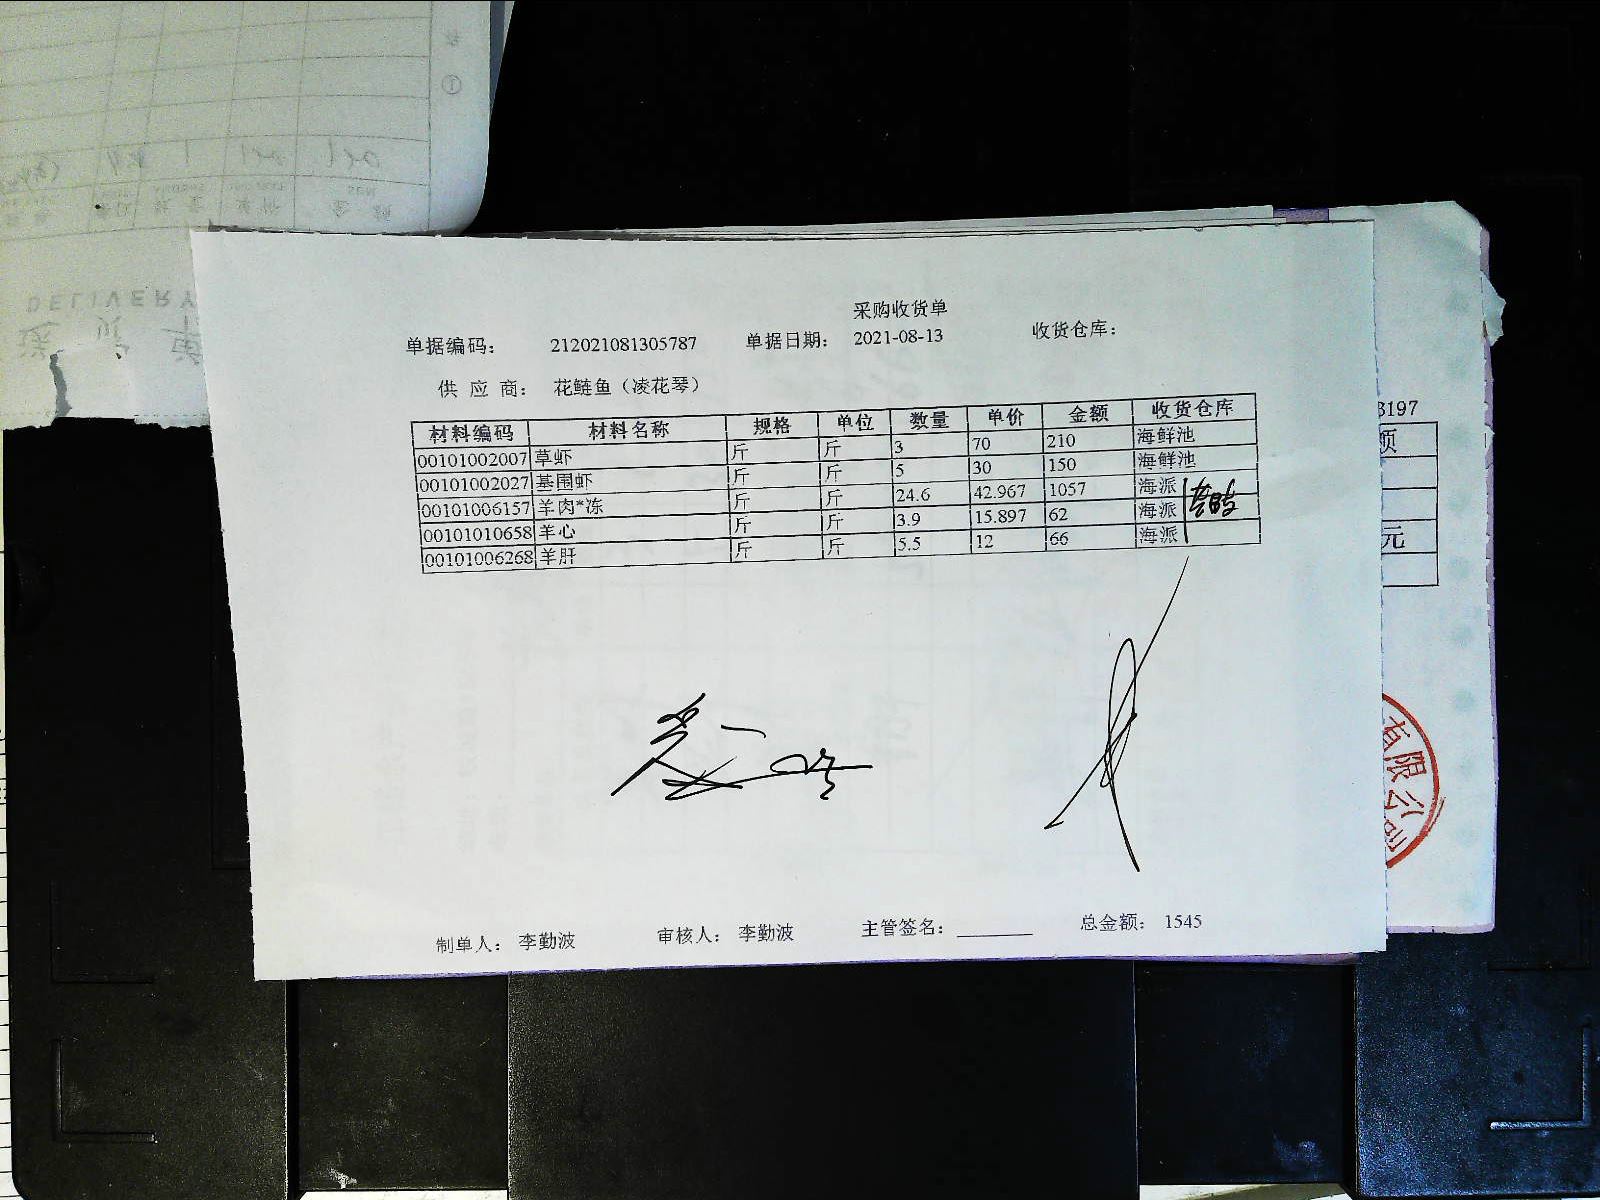 采购收货单
单据编码： 212021081305787 单据日期： 2021-08-13 收货仓库：
供 应 商： 花鲢鱼（凌花琴）
材料编码 材料名称 规格 单位 数量 单价 金额 收货仓库
00101002007 草虾 斤 斤 3 70 210 海鲜池
00101002027 基围虾 斤 斤 5 30 150 海鲜池
00101006157 羊肉*冻 斤 斤 24.6 42.967 1057 海派
00101010658 羊心 斤 斤 3.9 15.897 62 海派
00101006268 羊肝 斤 斤 5.5 12 66 海派
制单人： 李勤波 审核人： 李勤波 主管签名： 总金额： 1545
3197
额
元
有限公司
DELIVERY
送 货 单